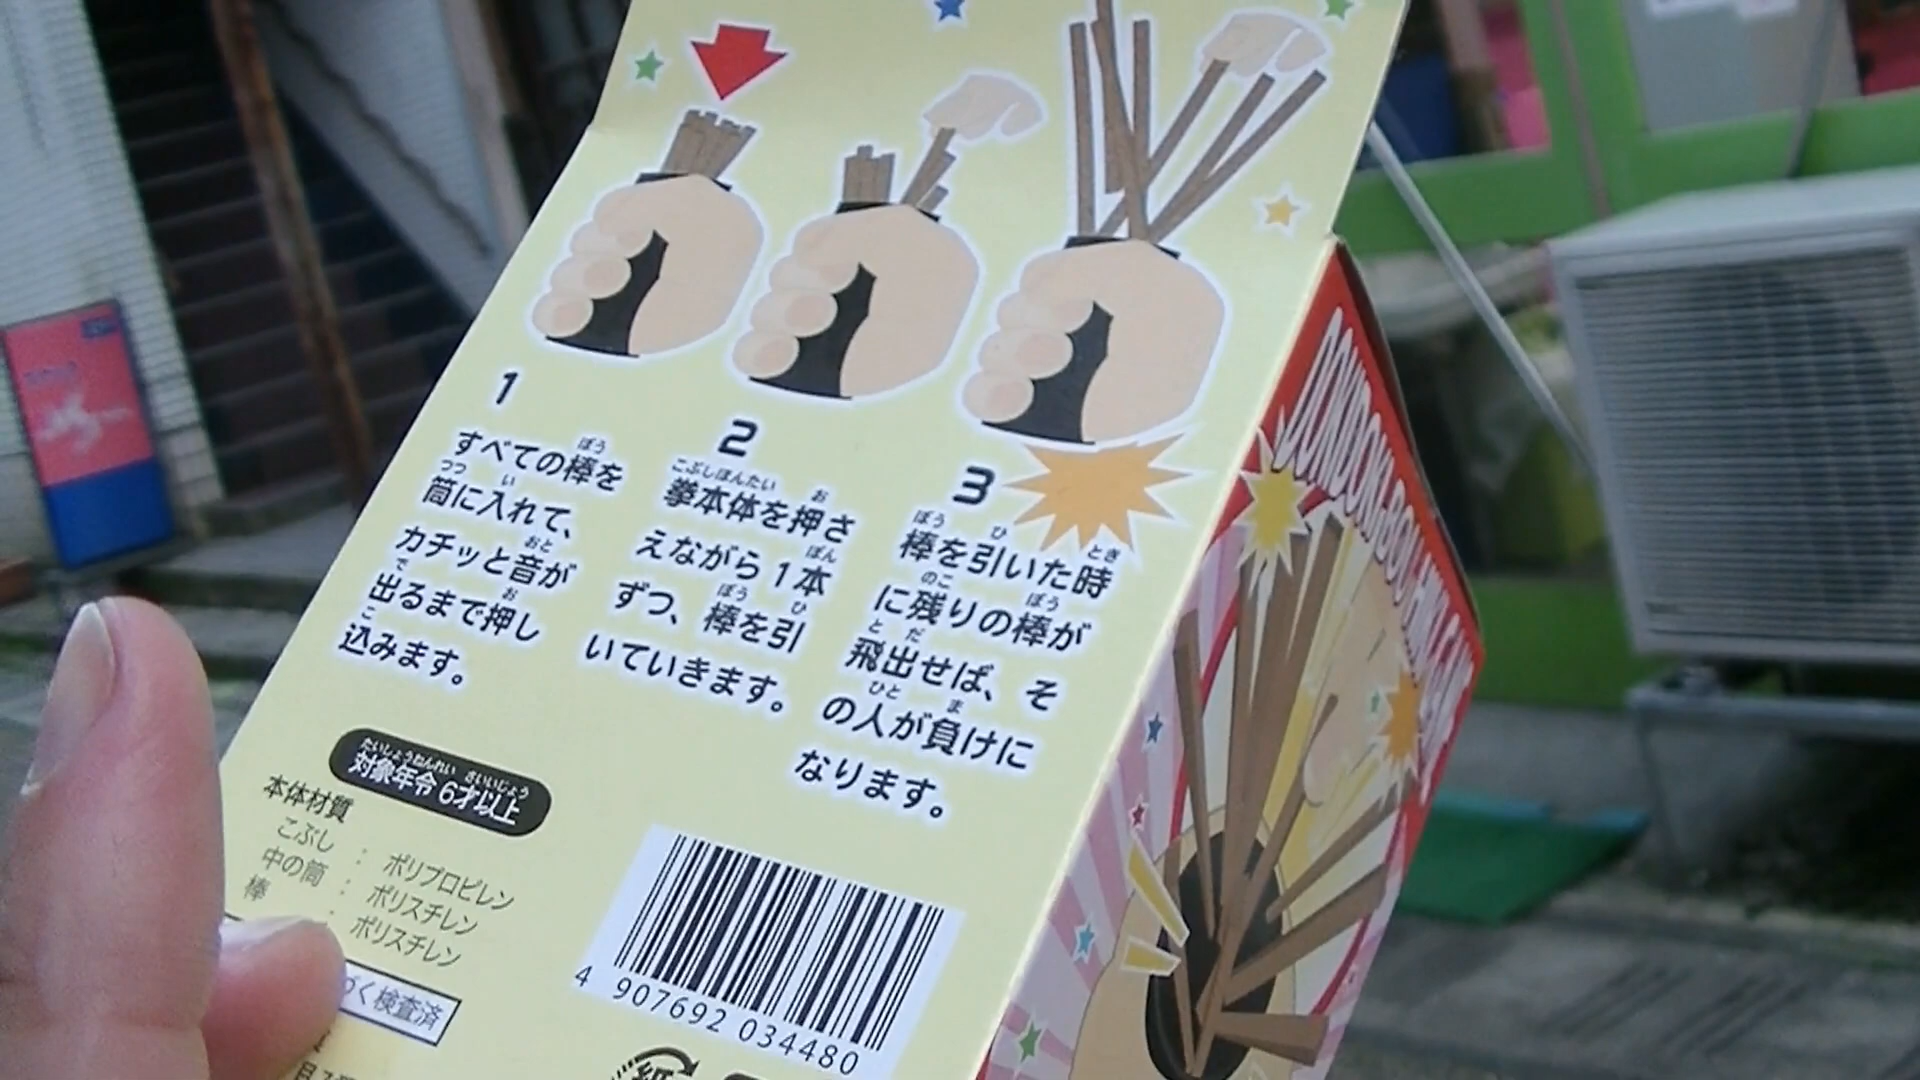 1
すべての棒を
筒に入れて、
カチッと音が
出るまで押し
込みます。
2
拳本体を押さ
えながら1本
ずつ、棒を引
いていきます。
3
棒を引いた時
に残りの棒が
飛出せば、そ
の人が負けに
なります。
対象年令 6才以上
本体材質
こぶし : ポリプロピレン
中の筒 : ポリスチレン
棒 : ポリスチレン
づく検査済
4 907692 034480
紙